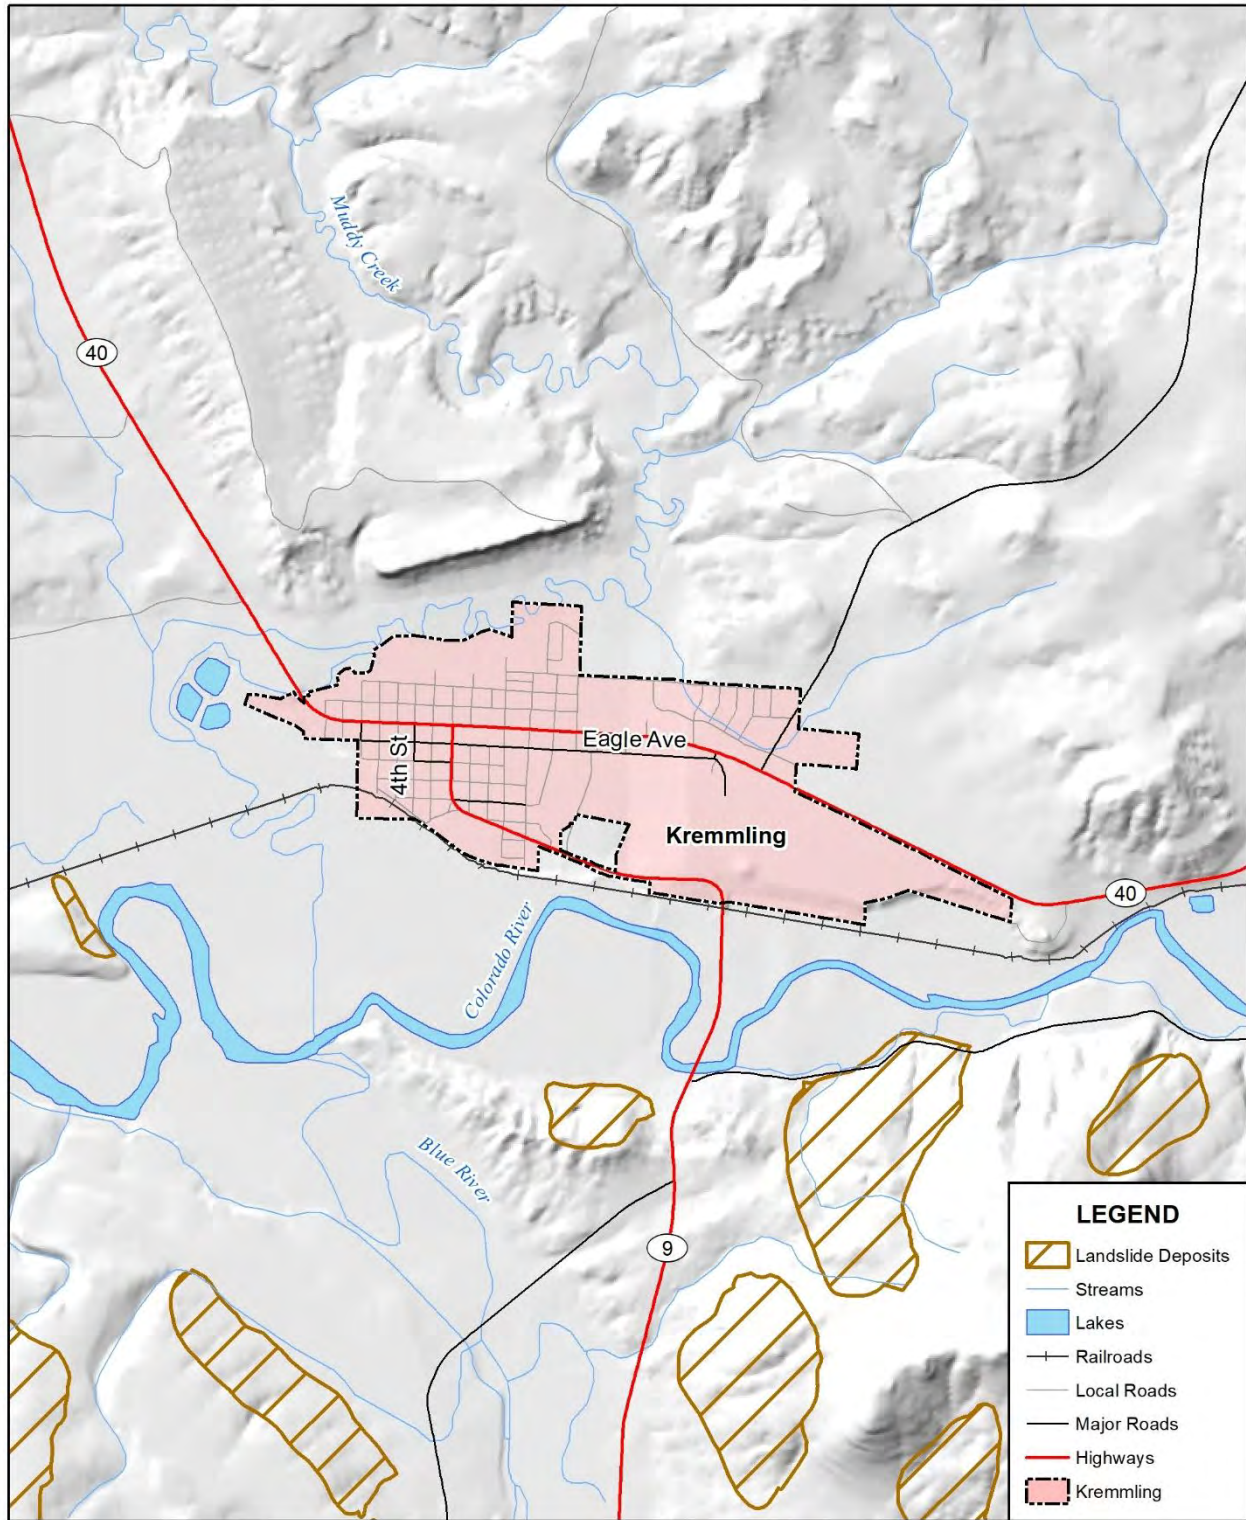 Muddy Creek
40
Eagle Ave
4th St
Kremmling
40
Colorado River
Blue River
9
LEGEND
Landslide Deposits
Streams
Lakes
Railroads
Local Roads
Major Roads
Highways
Kremmling